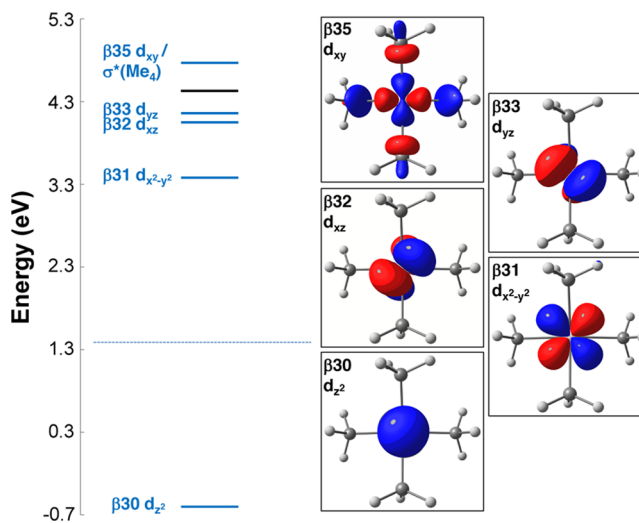 5.3
4.3
3.3
2.3
1.3
0.3
-0.7
Energy (eV)
β35 dxy /
σ*(Me4)
β33 dyz
β32 dxz
β31 dx²-y²
β30 dz²
β35
dxy
β33
dyz
β32
dxz
β31
dx²-y²
β30
dz²